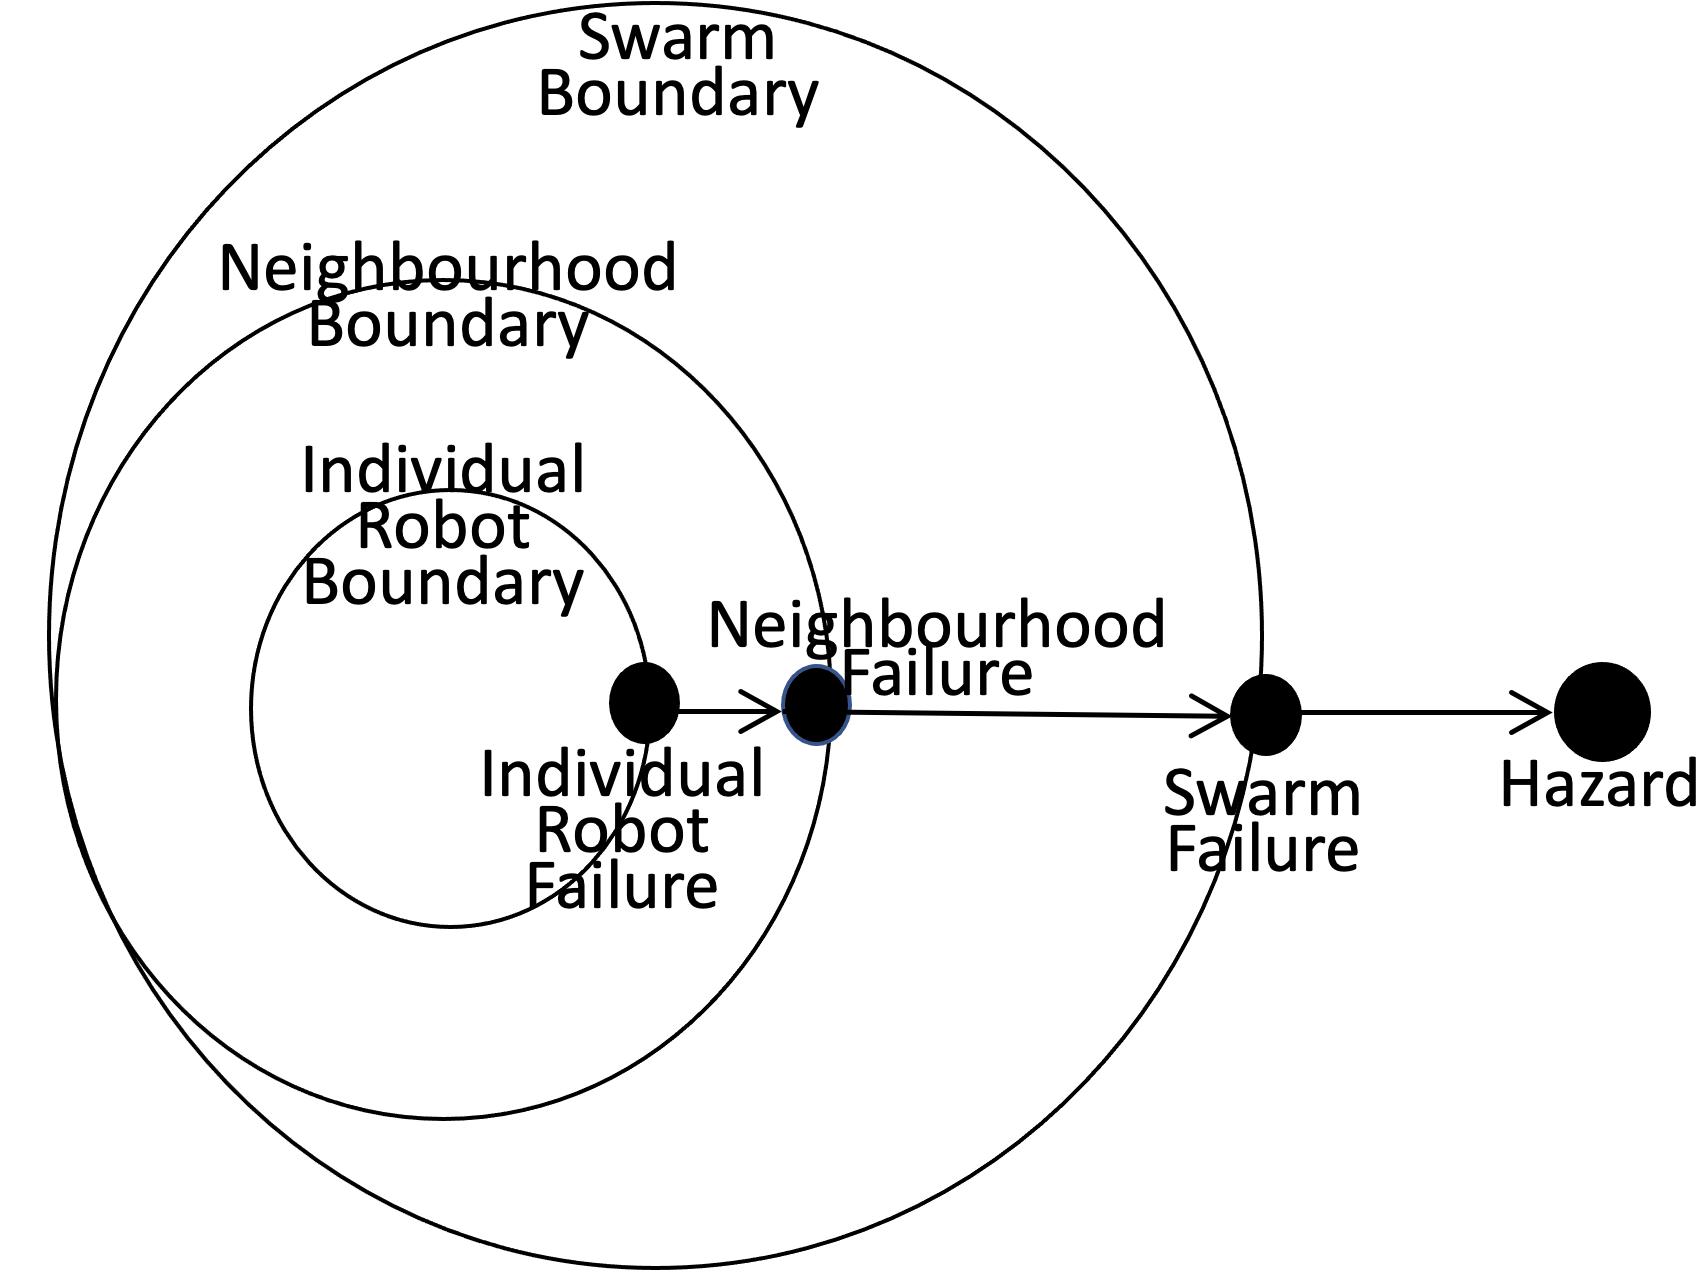 Swarm
Boundary
Neighbourhood
Boundary
Individual
Robot
Boundary
Neighbourhood
Failure
Individual
Robot
Failure
Swarm
Failure
Hazard